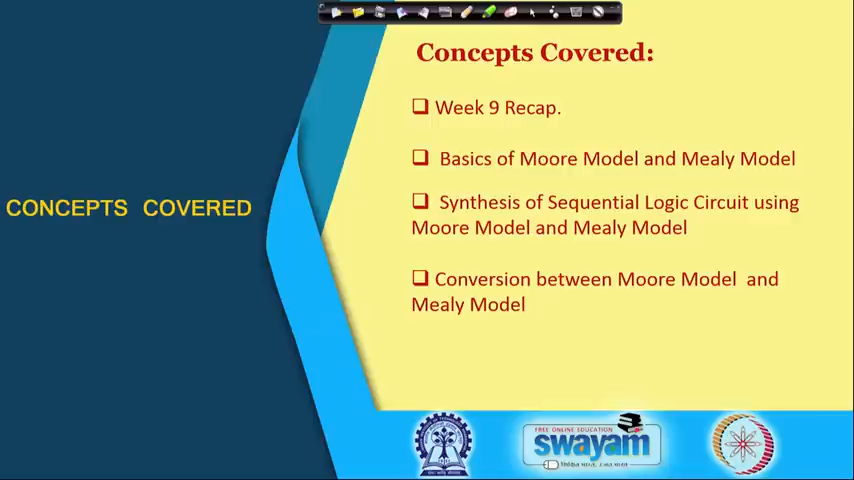 Concepts Covered:
Week 9 Recap.
Basics of Moore Model and Mealy Model
CONCEPTS COVERED
Synthesis of Sequential Logic Circuit using
Moore Model and Mealy Model
Conversion between Moore Model and
Mealy Model
FREE ONLINE EDUCATION
swayam